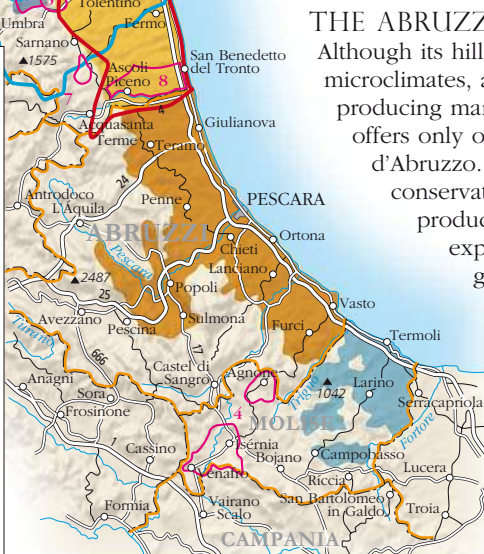 THE ABRUZZ
Although its hill
microclimates, a
producing mar
offers only o
d'Abruzzo.
conservat
produc
exp
g
Tolentino
Umbra
Fermo
Sarnano
▲1575
San Benedetto
del Tronto
Ascoli
Piceno
8
7
4
Acquasanta
Terme
Giulianova
Teramo
24
Antrodoco
L'Aquila
Penne
PESCARA
ABRUZZI
Pescara
Chieti
Ortona
Lanciano
▲2487
25
Popoli
Avezzano
Pescina
Sulmona
Vasto
Furci
Turano
666
17
Termoli
Castel di
Sangro
Agnone
Trigno
▲
1042
Larino
Anagni
Sora
Frosinone
Serracapriola
4
MOLISE
Fortore
1
Cassino
Isérnia
Bojano
Campobasso
Venafro
Riccia
Lucera
San Bartolomeo
in Galdo
Formia
Vairano
Scalo
Troia
CAMPANIA